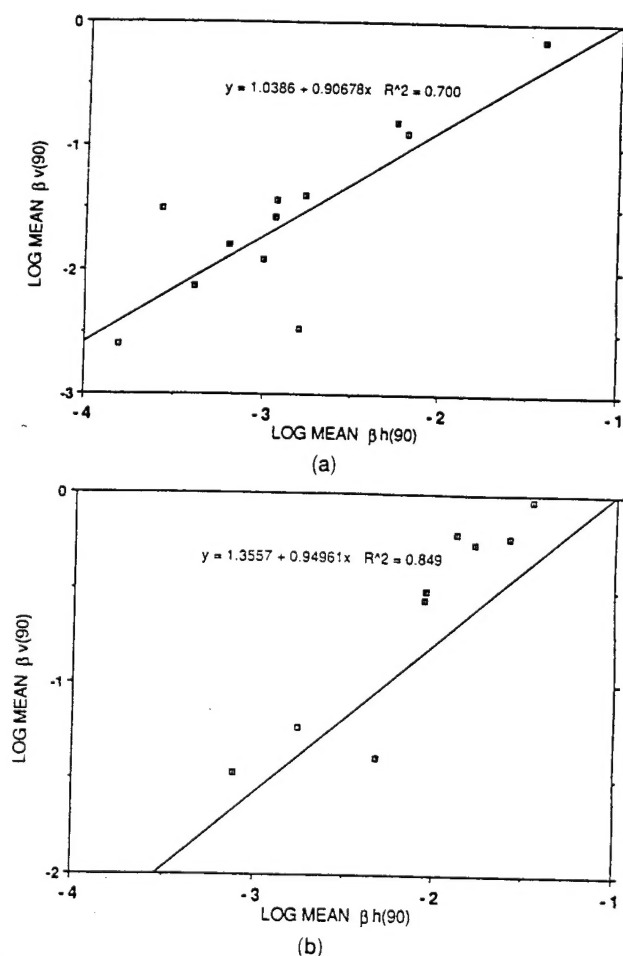 0
y = 1.0386 + 0.90678x R^2 = 0.700
-1
LOG MEAN β v(90)
-2
-3
-4 -3 -2 -1
LOG MEAN β h(90)
(a)
0
y = 1.3557 + 0.94961x R^2 = 0.849
LOG MEAN β v(90)
-1
-2
-4 -3 -2 -1
LOG MEAN β h(90)
(b)